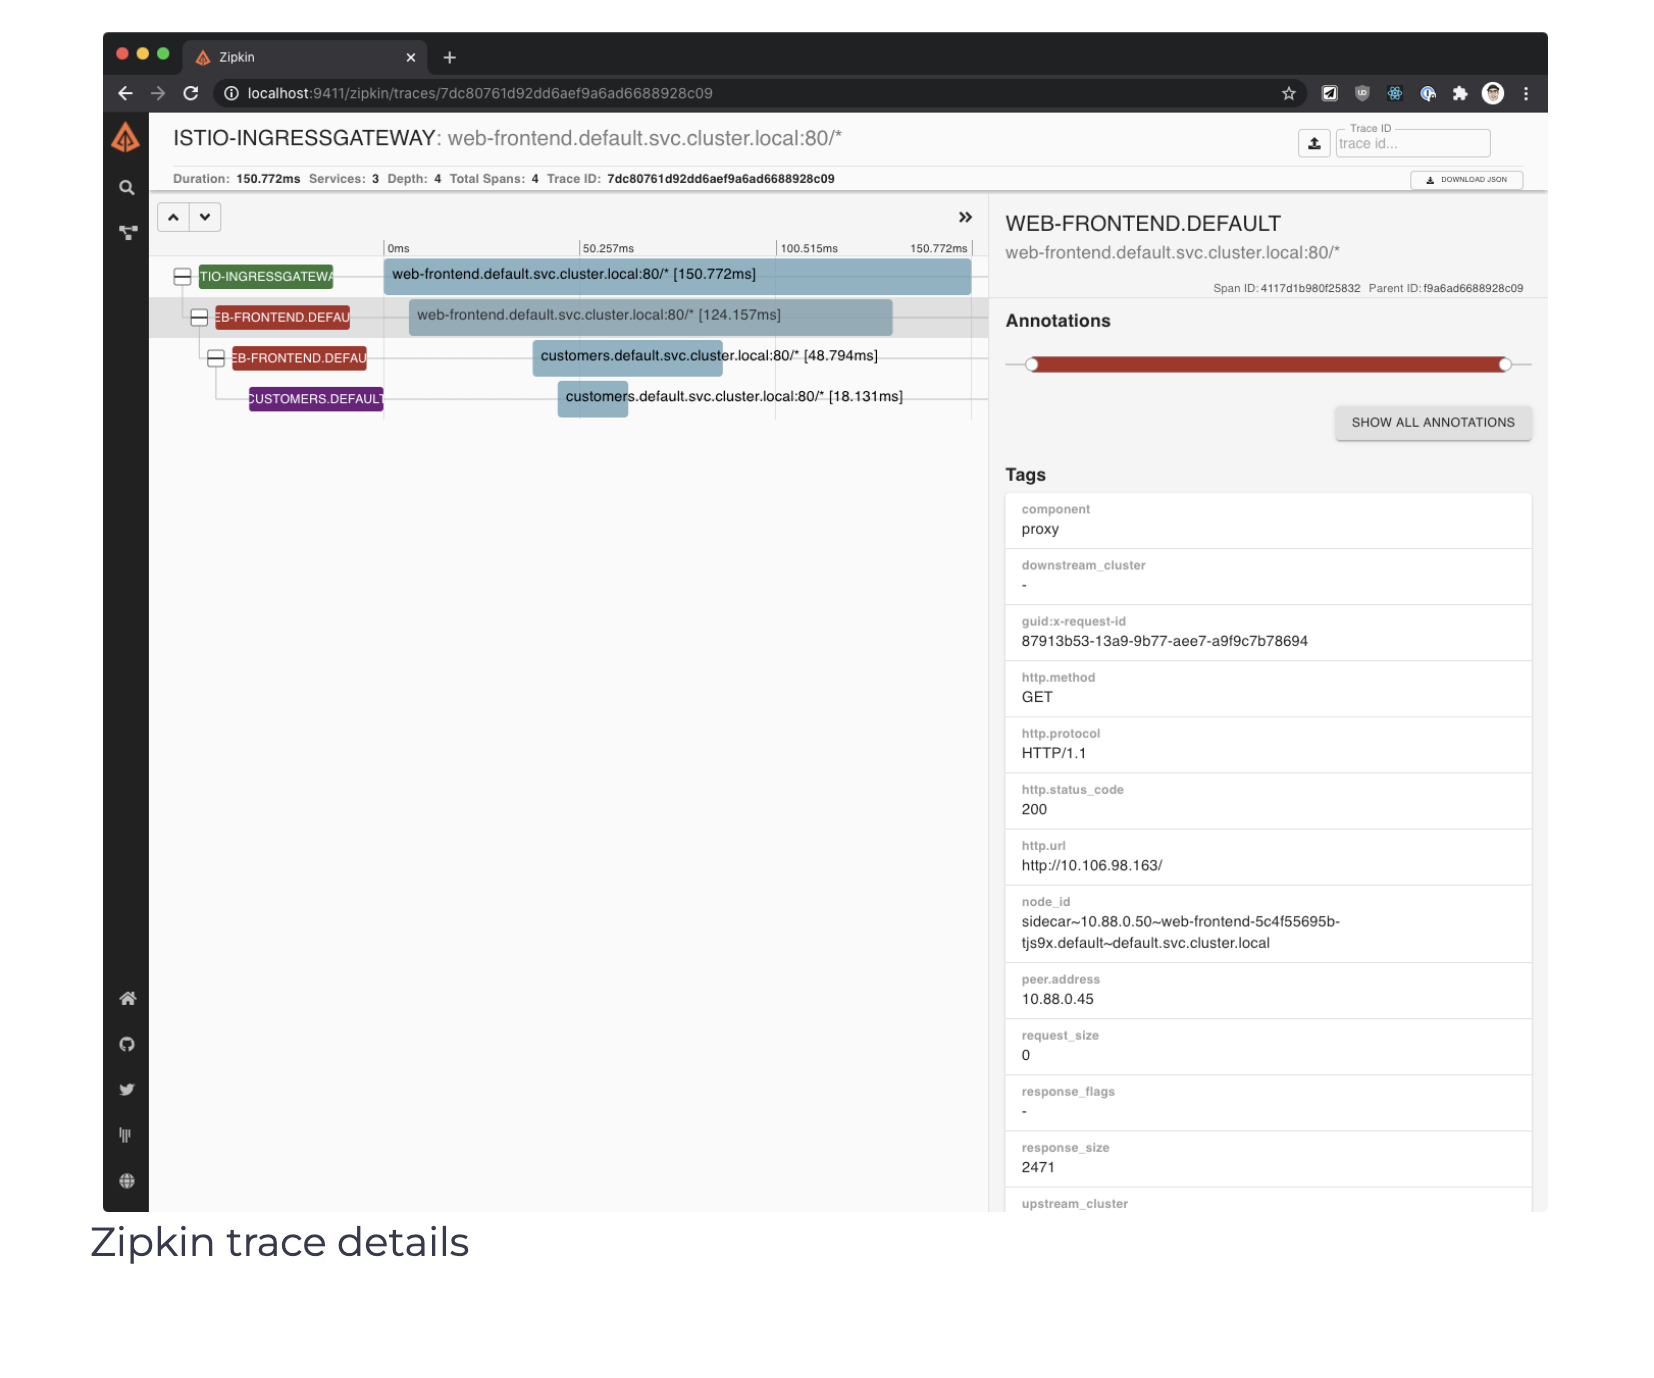 Zipkin
localhost:9411/zipkin/traces/7dc80761d92dd6aef9a6ad6688928c09
ISTIO-INGRESSGATEWAY: web-frontend.default.svc.cluster.local:80/*
Trace ID
trace id...
Duration: 150.772ms Services: 3 Depth: 4 Total Spans: 4 Trace ID: 7dc80761d92dd6aef9a6ad6688928c09
DOWNLOAD JSON
0ms 50.257ms 100.515ms 150.772ms
TIO-INGRESSGATEWA web-frontend.default.svc.cluster.local:80/* [150.772ms]
EB-FRONTEND.DEFAU web-frontend.default.svc.cluster.local:80/* [124.157ms]
EB-FRONTEND.DEFAU customers.default.svc.cluster.local:80/* [48.794ms]
CUSTOMERS.DEFAULT customers.default.svc.cluster.local:80/* [18.131ms]
WEB-FRONTEND.DEFAULT
web-frontend.default.svc.cluster.local:80/*
Span ID: 4117d1b980f25832 Parent ID: f9a6ad6688928c09
Annotations
SHOW ALL ANNOTATIONS
Tags
component
proxy
downstream_cluster
-
guid:x-request-id
87913b53-13a9-9b77-aee7-a9f9c7b78694
http.method
GET
http.protocol
HTTP/1.1
http.status_code
200
http.url
http://10.106.98.163/
node_id
sidecar~10.88.0.50~web-frontend-5c4f55695b-
tjs9x.default~default.svc.cluster.local
peer.address
10.88.0.45
request_size
0
response_flags
-
response_size
2471
upstream_cluster
Zipkin trace details